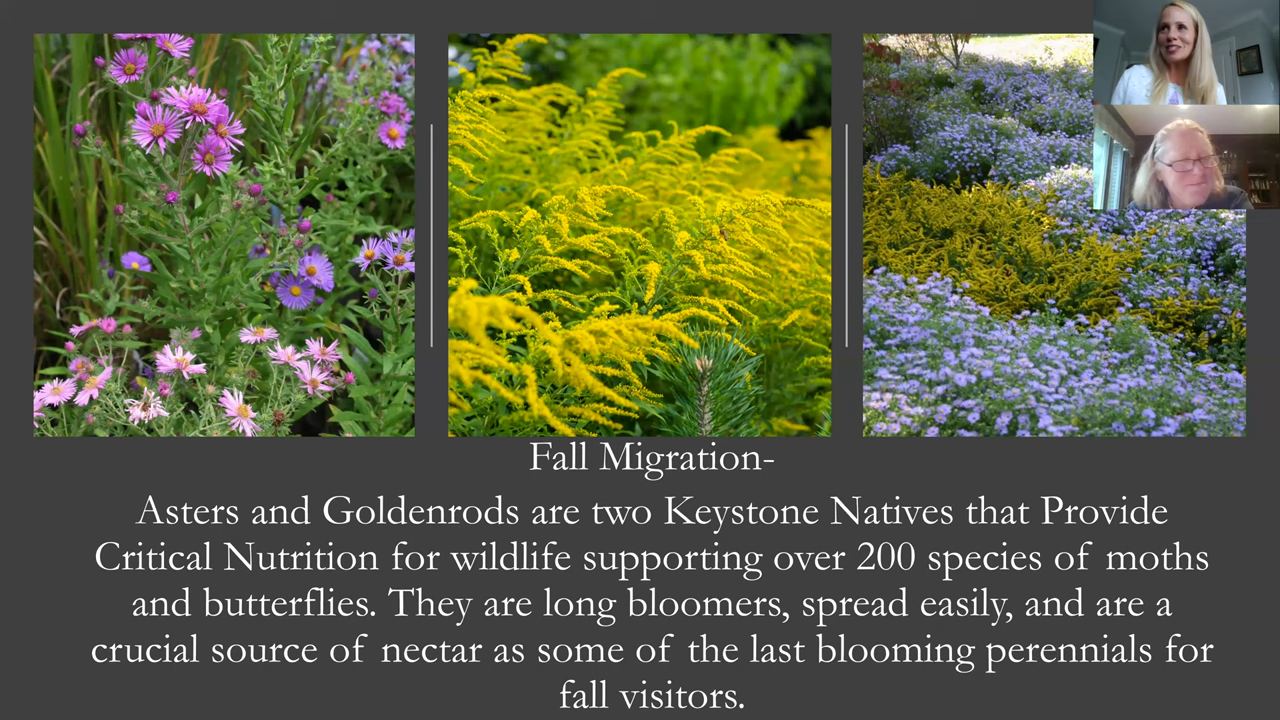 Fall Migration-
Asters and Goldenrods are two Keystone Natives that Provide
Critical Nutrition for wildlife supporting over 200 species of moths
and butterflies. They are long bloomers, spread easily, and are a
crucial source of nectar as some of the last blooming perennials for
fall visitors.